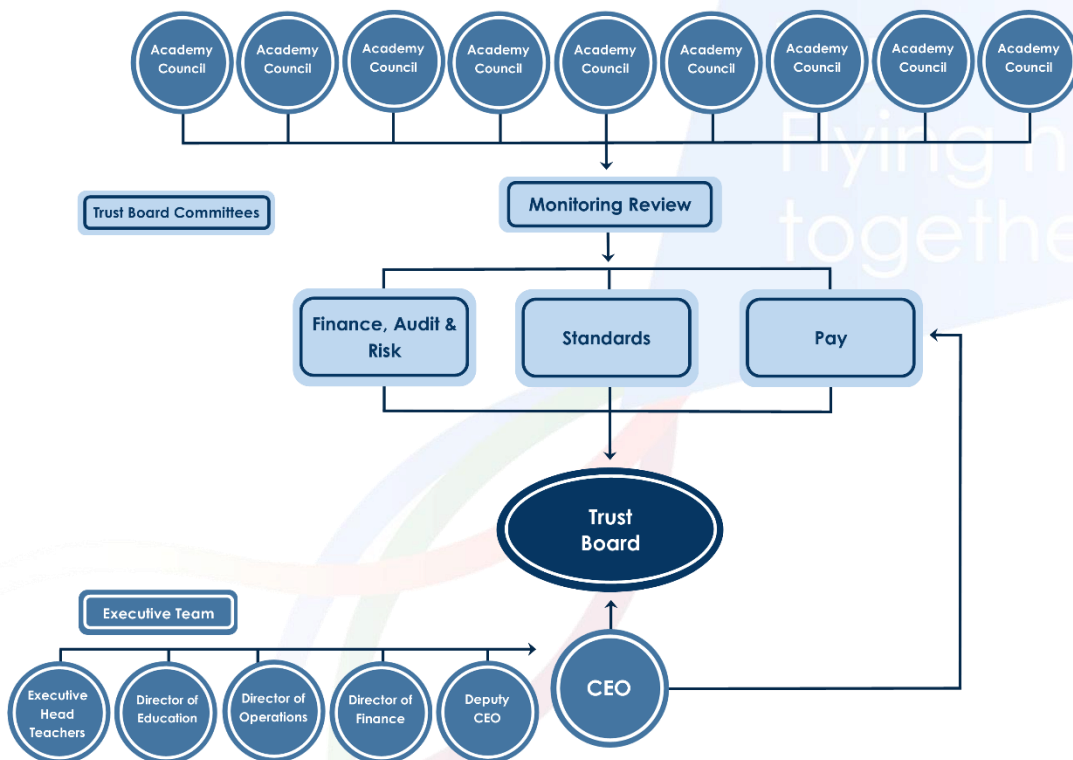 Academy Academy Academy Academy Academy Academy Academy Academy Academy
Council Council Council Council Council Council Council Council Council
Flying
together
Trust Board Committees
Monitoring Review
Finance, Audit &
Risk
Standards
Pay
Trust
Board
Executive Team
Executive
Head
Teachers
Director of
Education
Director of
Operations
Director of
Finance
Deputy
CEO
CEO